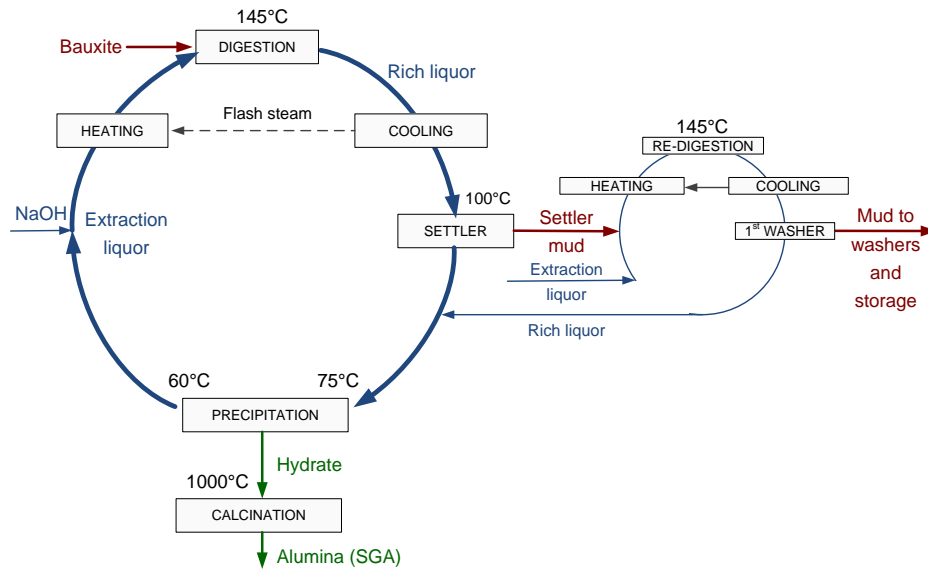 145°C
Bauxite
DIGESTION
Rich liquor
Flash steam
HEATING
COOLING
145°C
RE-DIGESTION
HEATING
COOLING
100°C
NaOH
Extraction
liquor
SETTLER
Settler
mud
1st WASHER
Mud to
washers
and
storage
Extraction
liquor
Rich liquor
60°C
75°C
PRECIPITATION
Hydrate
1000°C
CALCINATION
Alumina (SGA)